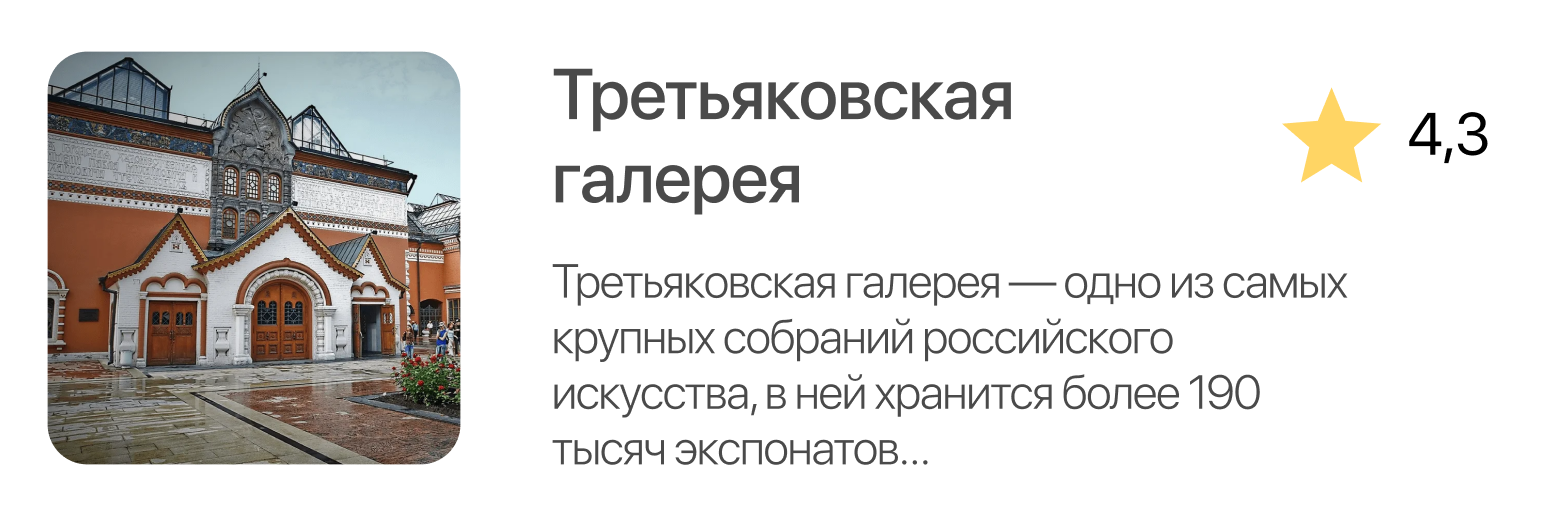 Третьяковская
галерея
4,3
Третьяковская галерея — одно из самых
крупных собраний российского
искусства, в ней хранится более 190
тысяч экспонатов...